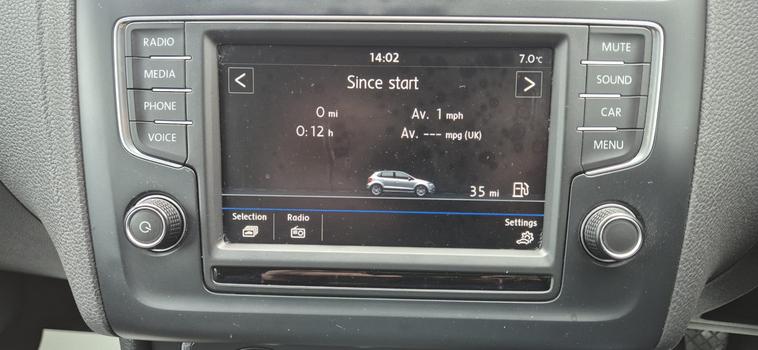 RADIO
MEDIA
PHONE
VOICE
14:02 7.0°C
< Since start >
0 mi Av. 1 mph
0:12 h Av. --- mpg (UK)
35 mi
Selection Radio Settings
MUTE
SOUND
CAR
MENU